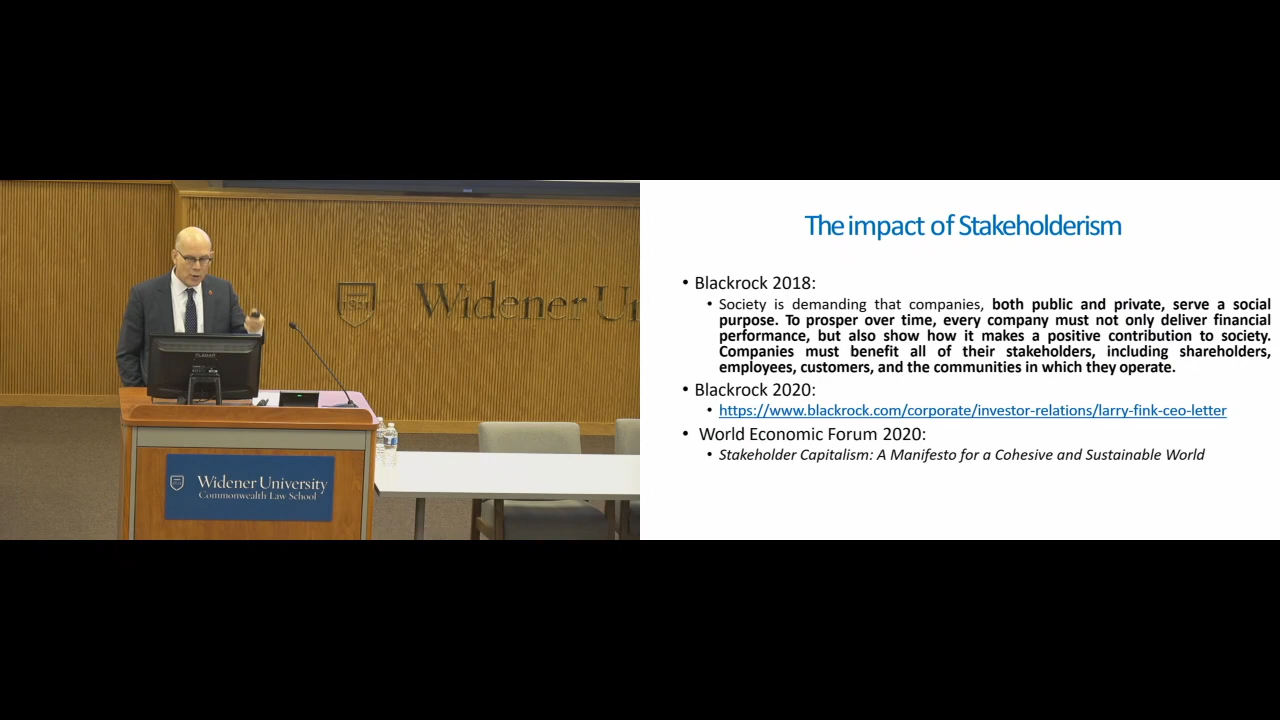 Widener Un
Widener University
Commonwealth Law School
The impact of Stakeholderism
• Blackrock 2018:
• Society is demanding that companies, both public and private, serve a social
purpose. To prosper over time, every company must not only deliver financial
performance, but also show how it makes a positive contribution to society.
Companies must benefit all of their stakeholders, including shareholders,
employees, customers, and the communities in which they operate.
• Blackrock 2020:
• https://www.blackrock.com/corporate/investor-relations/larry-fink-ceo-letter
• World Economic Forum 2020:
• Stakeholder Capitalism: A Manifesto for a Cohesive and Sustainable World